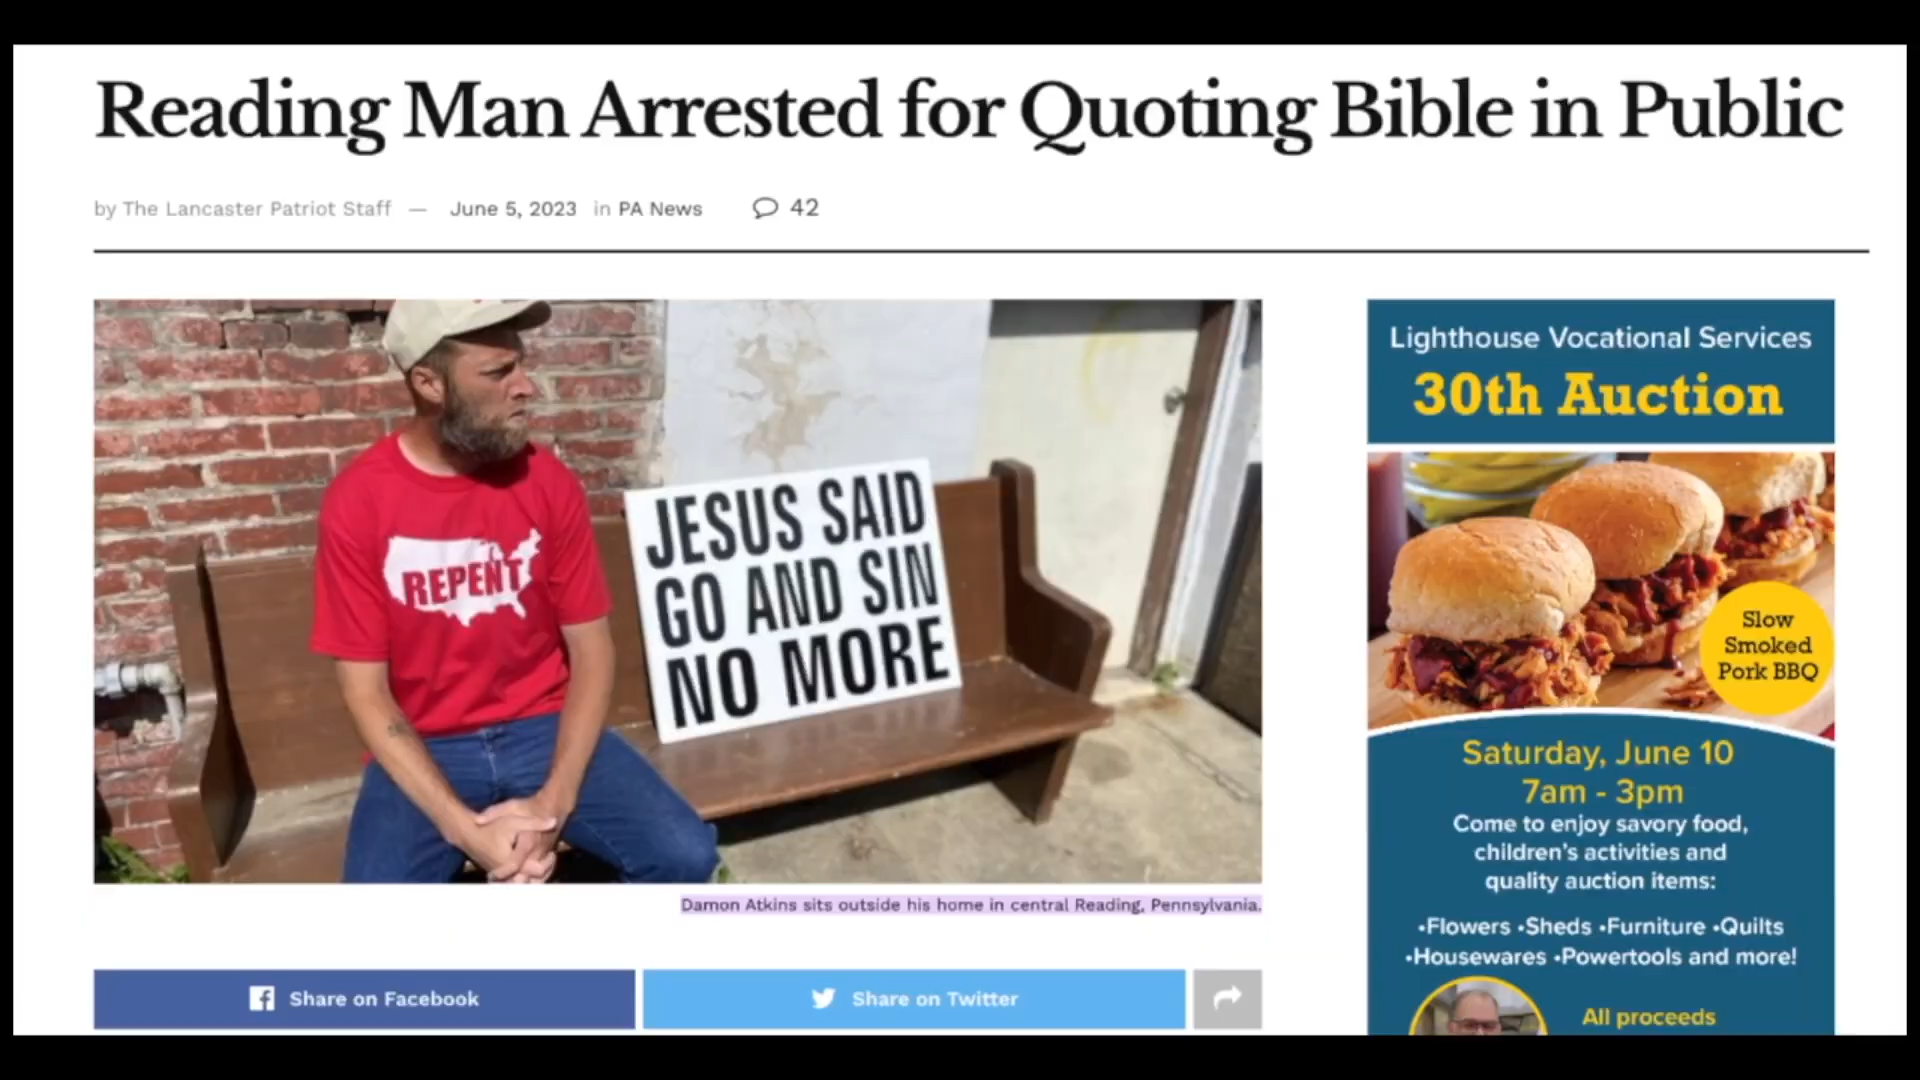 Reading Man Arrested for Quoting Bible in Public
by The Lancaster Patriot Staff — June 5, 2023 in PA News 42
REPENT
JESUS SAID
GO AND SIN
NO MORE
Damon Atkins sits outside his home in central Reading, Pennsylvania.
Share on Facebook
Share on Twitter
Lighthouse Vocational Services
30th Auction
Slow
Smoked
Pork BBQ
Saturday, June 10
7am - 3pm
Come to enjoy savory food,
children's activities and
quality auction items:
•Flowers •Sheds •Furniture •Quilts
•Housewares •Powertools and more!
All proceeds